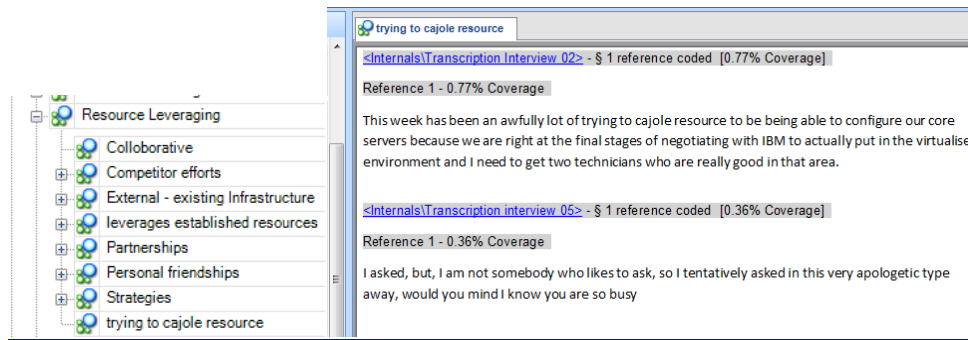 Resource Leveraging
Colloborative
Competitor efforts
External - existing Infrastructure
leverages established resources
Partnerships
Personal friendships
Strategies
trying to cajole resource
trying to cajole resource
<Internals\Transcription Interview 02> - § 1 reference coded [0.77% Coverage]
Reference 1 - 0.77% Coverage
This week has been an awfully lot of trying to cajole resource to be being able to configure our core
servers because we are right at the final stages of negotiating with IBM to actually put in the virtualise
environment and I need to get two technicians who are really good in that area.
<Internals\Transcription interview 05> - § 1 reference coded [0.36% Coverage]
Reference 1 - 0.36% Coverage
I asked, but, I am not somebody who likes to ask, so I tentatively asked in this very apologetic type
away, would you mind I know you are so busy